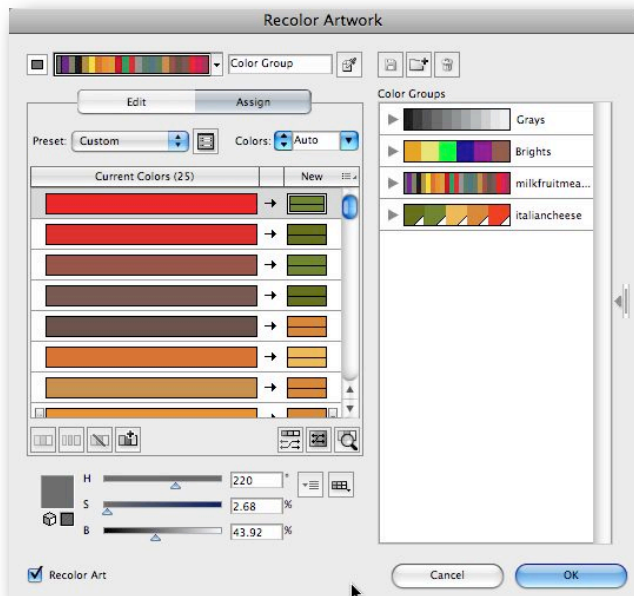 Recolor Artwork
Color Group
Edit
Assign
Preset: Custom
Colors: Auto
Current Colors (25)
New
H 220 °
S 2.68 %
B 43.92 %
Recolor Art
Color Groups
Grays
Brights
milkfruitmea...
italiancheese
Cancel
OK